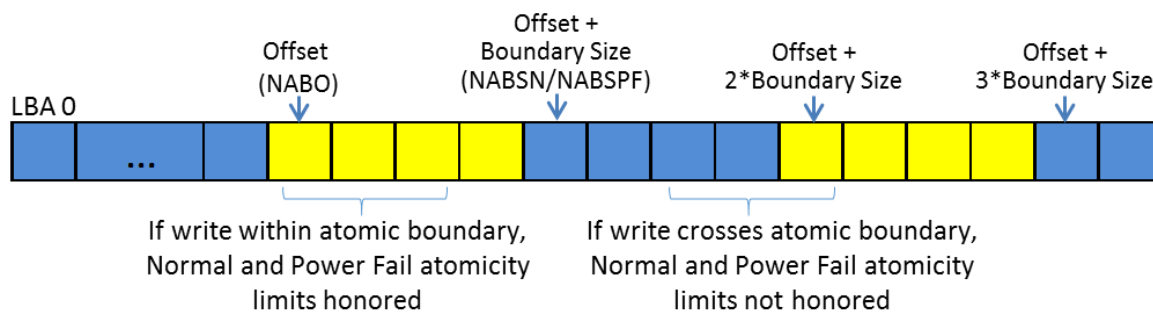 Offset
(NABO)
Offset +
Boundary Size
(NABSN/NABSPF)
Offset +
2*Boundary Size
Offset +
3*Boundary Size
LBA 0
...
If write within atomic boundary,
Normal and Power Fail atomicity
limits honored
If write crosses atomic boundary,
Normal and Power Fail atomicity
limits not honored